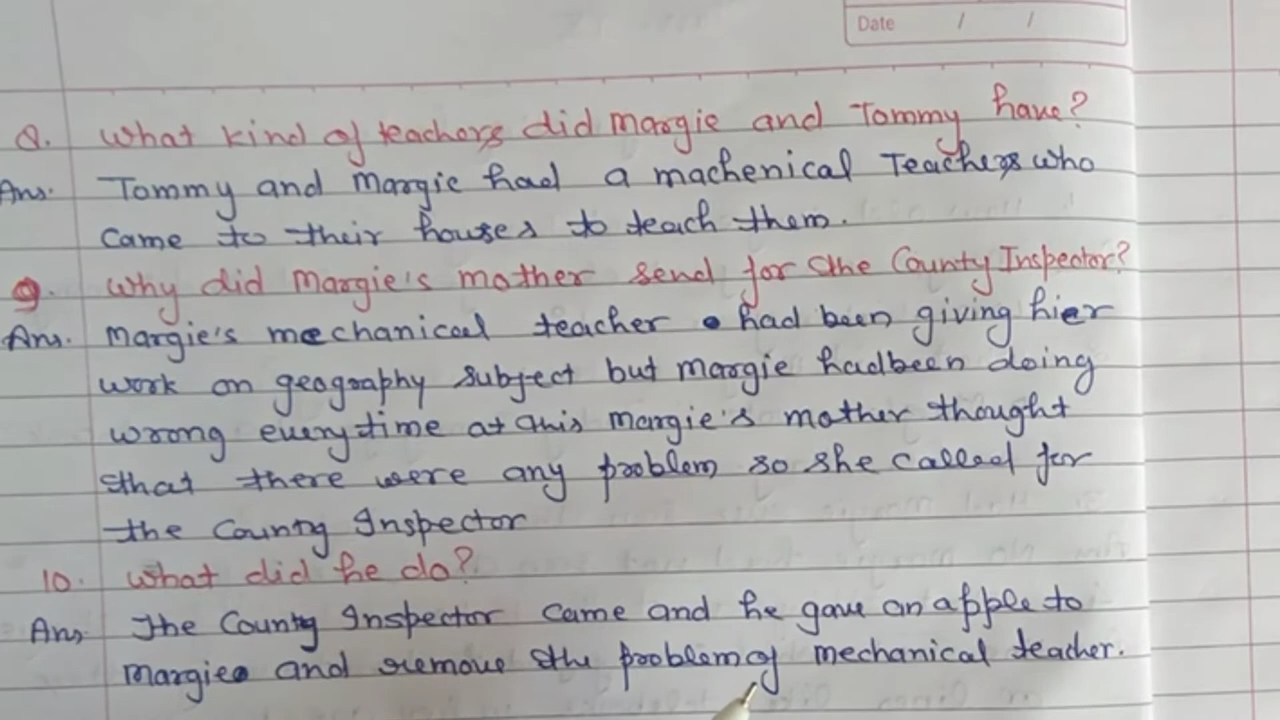 Date / /
8. What kind of teachers did Margie and Tommy have?
Ans. Tommy and Margie had a machenical Teachers who
came to their houses to teach them.
9. Why did Margie's mother send for the County Inspector?
Ans. Margie's mechanical teacher had been giving hier
work on geography subject but Margie hadbeen doing
wrong everytime at this Margie's mother thought
that there were any problem so she called for
the County Inspector
10. What did he do?
Ans The County Inspector came and he gave an apple to
Margie and remove the problem of mechanical teacher.